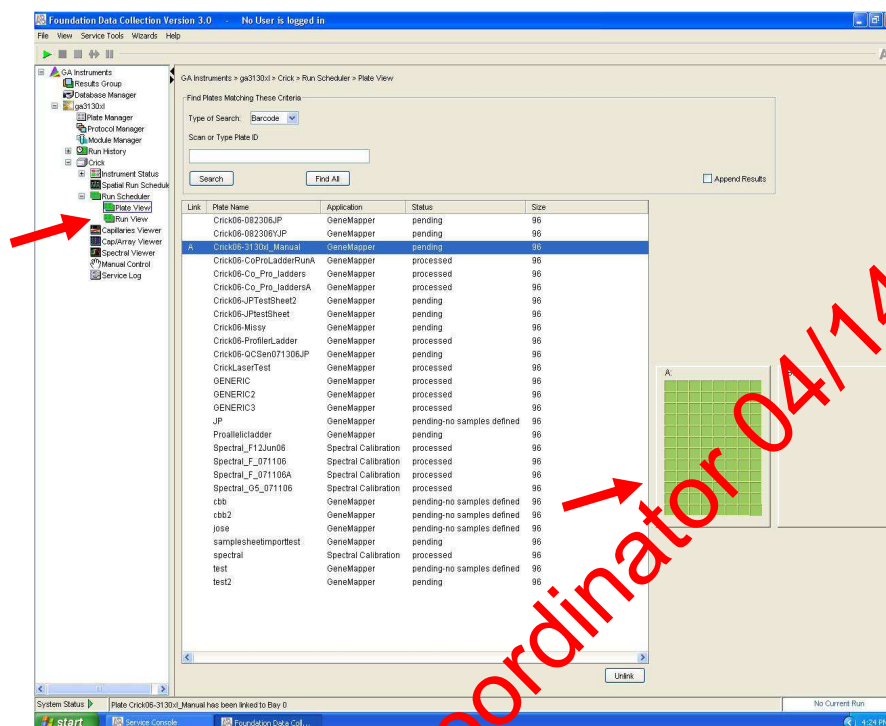 Foundation Data Collection Version 3.0 - No User is logged in
File View Service Tools Wizards Help
GA Instruments
Results Group
Database Manager
ga3130xl
Plate Manager
Protocol Manager
Module Manager
Run History
Crick
Instrument Status
Spatial Run Schedule
Run Scheduler
Plate View
Run View
Capillaries Viewer
Cap/Array Viewer
Spectral Viewer
Manual Control
Service Log
GA Instruments > ga3130xl > Crick > Run Scheduler > Plate View
Find Plates Matching These Criteria
Type of Search: Barcode
Scan or Type Plate ID
Search Find All Append Results
Link Plate Name Application Status Size
Crick06-082306JP GeneMapper pending 96
Crick06-082306YJP GeneMapper pending 96
A Crick06-3130xl_Manual GeneMapper pending 96
Crick06-CoProLadderRunA GeneMapper processed 96
Crick06-Co_Pro_ladders GeneMapper processed 96
Crick06-Co_Pro_laddersA GeneMapper processed 96
Crick06-JPTestSheet2 GeneMapper pending 96
Crick06-JPtestSheet GeneMapper pending 96
Crick06-Missy GeneMapper pending 96
Crick06-ProfilerLadder GeneMapper processed 96
Crick06-QCSen071306JP GeneMapper pending 96
CrickLaserTest GeneMapper processed 96
GENERIC GeneMapper processed 96
GENERIC2 GeneMapper processed 96
GENERIC3 GeneMapper processed 96
JP GeneMapper pending-no samples defined 96
Proallelicladder GeneMapper pending 96
Spectral_F12Jun06 Spectral Calibration processed 96
Spectral_F_071106 Spectral Calibration processed 96
Spectral_F_071106A Spectral Calibration processed 96
Spectral_G5_071106 Spectral Calibration processed 96
cbb GeneMapper pending-no samples defined 96
cbb2 GeneMapper pending-no samples defined 96
jose GeneMapper pending-no samples defined 96
samplesheetimporttest GeneMapper pending 96
spectral Spectral Calibration processed 96
test GeneMapper pending-no samples defined 96
test2 GeneMapper pending 96
A:
Unlink
System Status Plate Crick06-3130xl_Manual has been linked to Bay 0 No Current Run
start Service Console Foundation Data Coll... 4:24 PM
oordinator 04/14